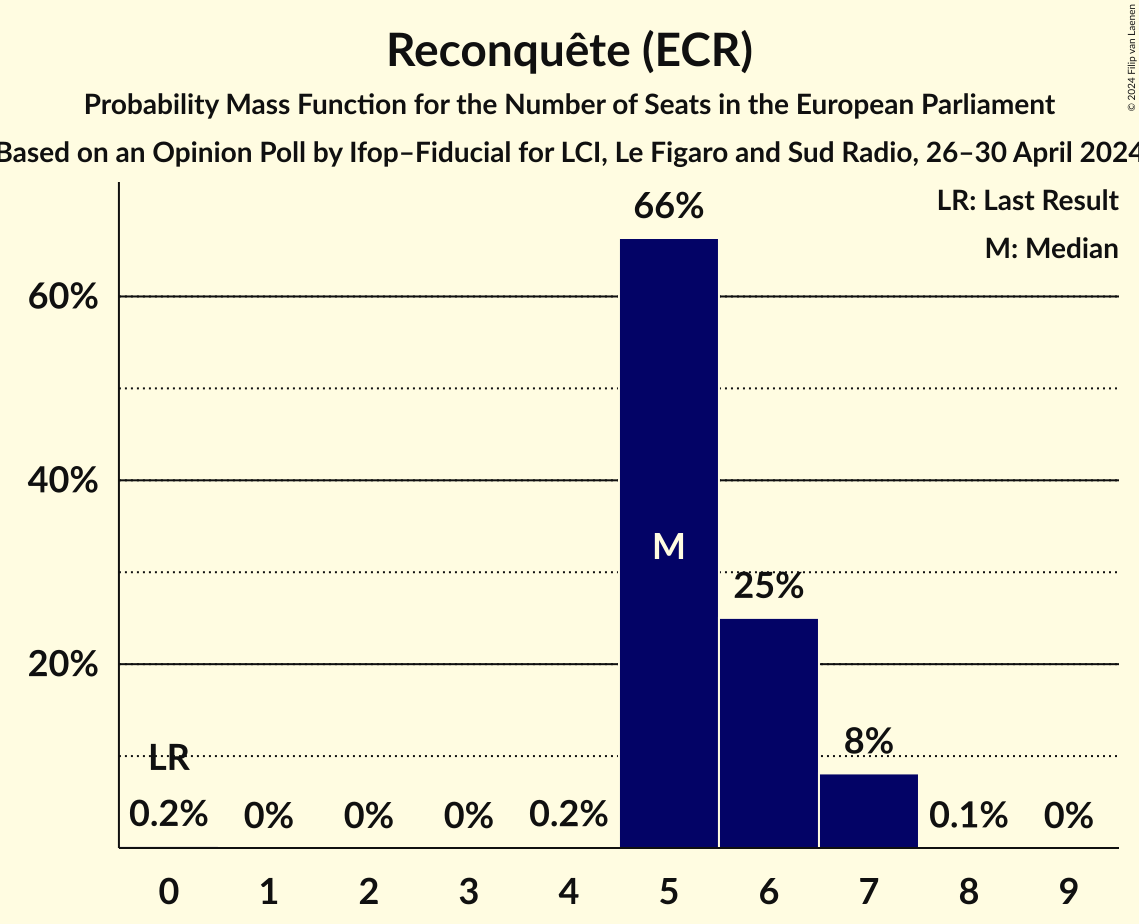 Reconquête (ECR)
Probability Mass Function for the Number of Seats in the European Parliament
Based on an Opinion Poll by Ifop–Fiducial for LCI, Le Figaro and Sud Radio, 26–30 April 2024
© 2024 Filip van Laenen
LR: Last Result
M: Median
66%
60%
40%
M
25%
20%
LR
8%
0.2% 0% 0% 0% 0.2% 0.1% 0%
0 1 2 3 4 5 6 7 8 9